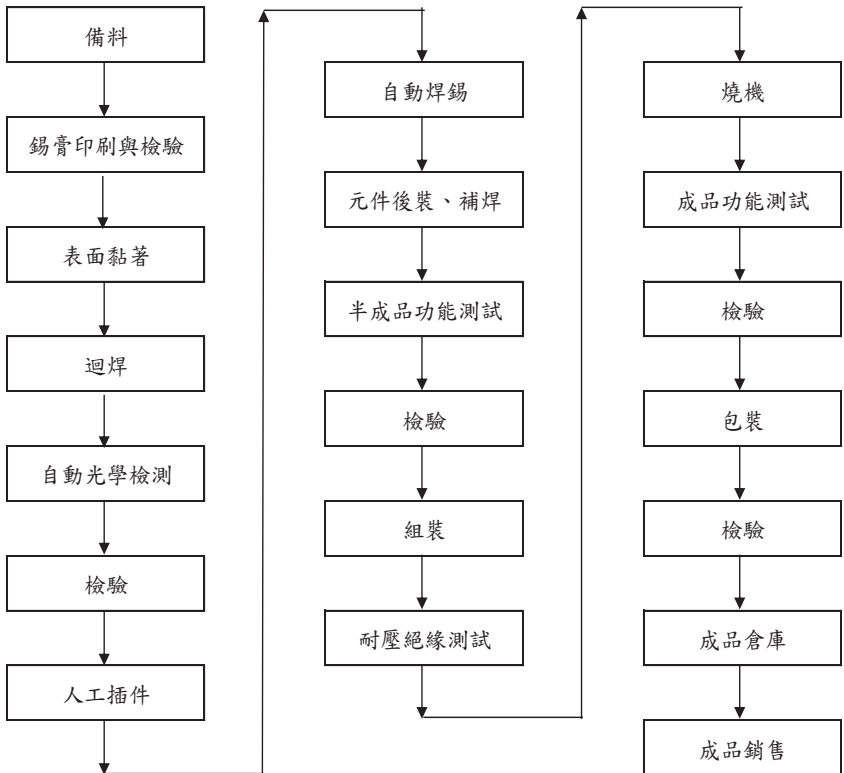 備料
錫膏印刷與檢驗
表面黏著
迴焊
自動光學檢測
檢驗
人工插件
自動焊錫
元件後裝、補焊
半成品功能測試
檢驗
組裝
耐壓絕緣測試
燒機
成品功能測試
檢驗
包裝
檢驗
成品倉庫
成品銷售